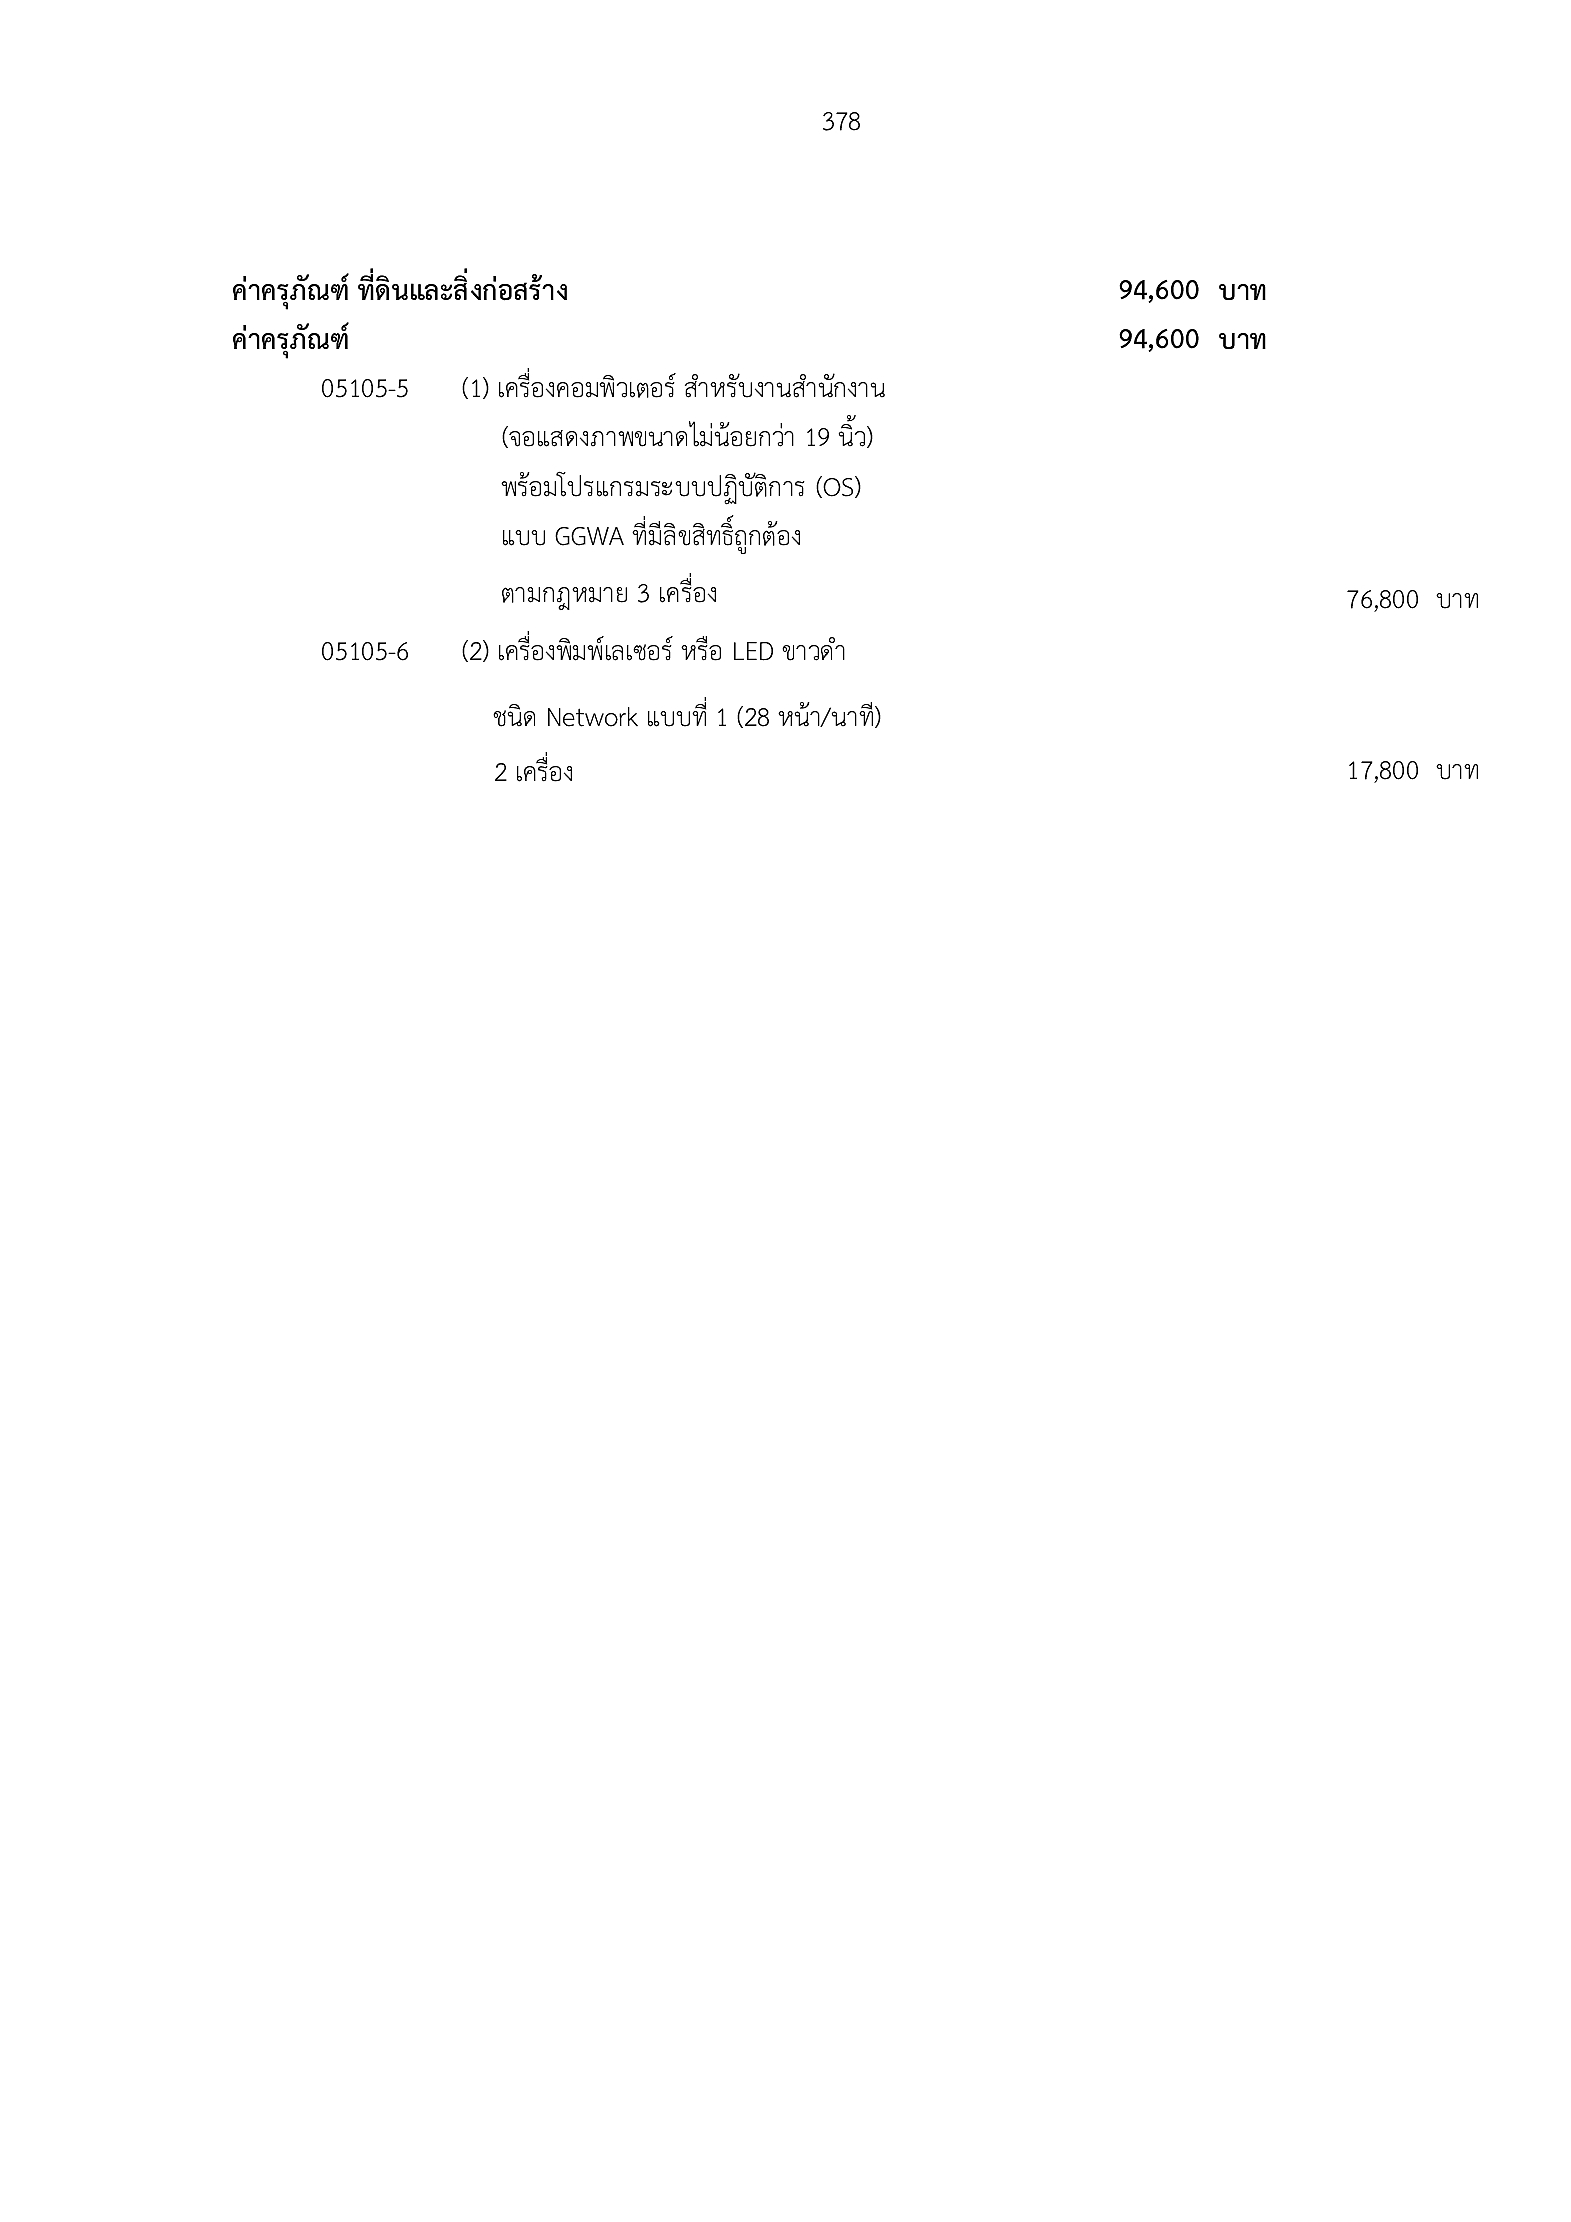 378
ค่าครุภัณฑ์ ที่ดินและสิ่งก่อสร้าง 94,600 บาท
ค่าครุภัณฑ์ 94,600 บาท
05105-5 (1) เครื่องคอมพิวเตอร์ สำหรับงานสำนักงาน
(จอแสดงภาพขนาดไม่น้อยกว่า 19 นิ้ว)
พร้อมโปรแกรมระบบปฏิบัติการ (OS)
แบบ GGWA ที่มีลิขสิทธิ์ถูกต้อง
ตามกฎหมาย 3 เครื่อง 76,800 บาท
05105-6 (2) เครื่องพิมพ์เลเซอร์ หรือ LED ขาวดำ
ชนิด Network แบบที่ 1 (28 หน้า/นาที)
2 เครื่อง 17,800 บาท